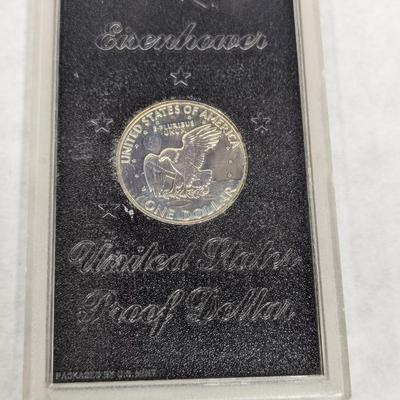 Eisenhower
UNITED STATES OF AMERICA
E PLURIBUS
UNUM
ONE DOLLAR
United States
Proof Dollar
PACKAGED BY U.S. MINT